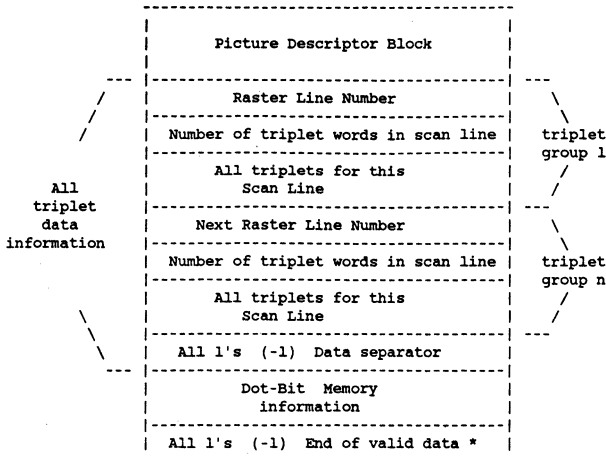 Picture Descriptor Block
Raster Line Number
Number of triplet words in scan line
All triplets for this
Scan Line
triplet
group 1
Next Raster Line Number
Number of triplet words in scan line
All triplets for this
Scan Line
triplet
group n
All
triplet
data
information
All 1's (-1) Data separator
Dot-Bit Memory
information
All 1's (-1) End of valid data *